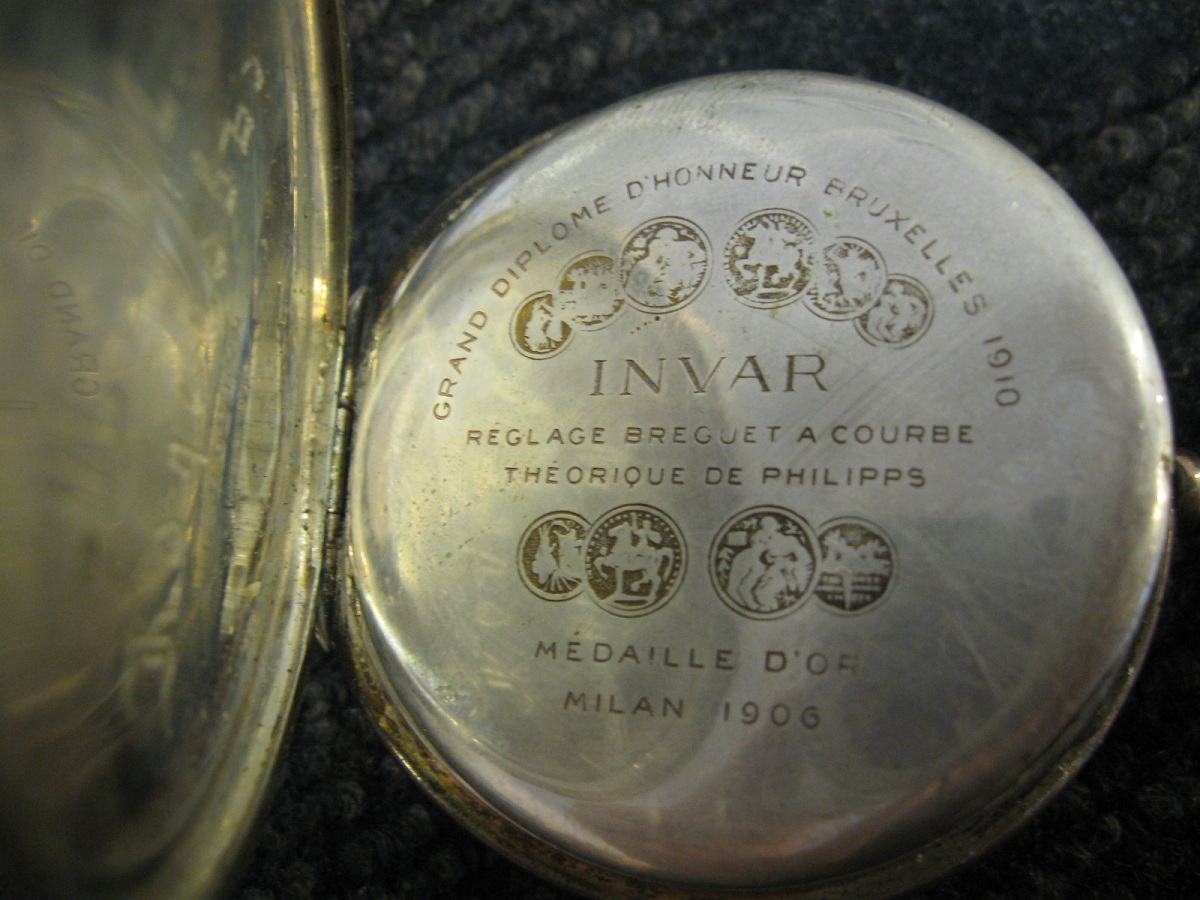 GRAND DIPLOME D'HONNEUR BRUXELLES 1910
INVAR
RÉGLAGE BREGUET A COURBE
THÉORIQUE DE PHILIPPS
MÉDAILLE D'OR
MILAN 1906